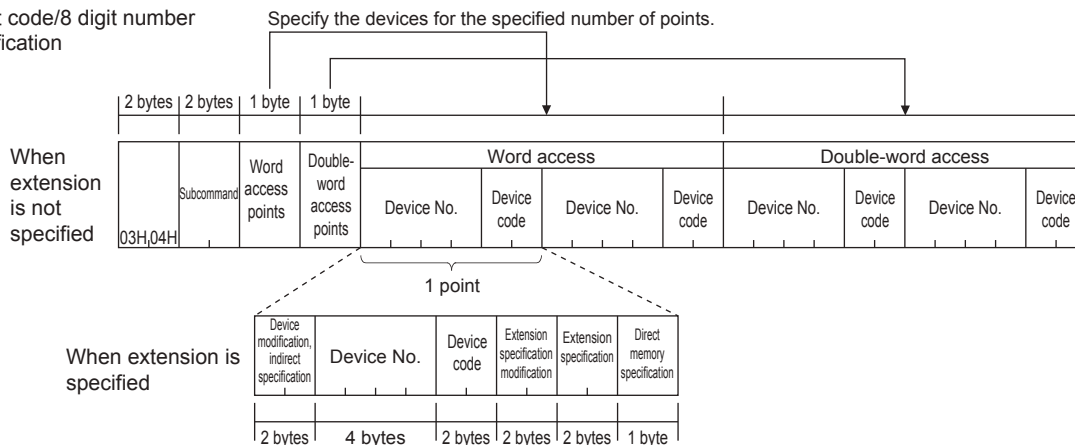 code/8 digit number
Specify the devices for the specified number of points.
2 bytes 2 bytes 1 byte 1 byte
When
extension
is not
specified
03H 04H
Subcommand
Word
access
points
Double-
word
access
points
Word access
Device No.
Device
code
Device No.
Device
code
Double-word access
Device No.
Device
code
Device No.
Device
code
1 point
When extension is
specified
Device
modification,
indirect
specification
Device No.
Device
code
Extension
specification
modification
Extension
specification
Direct
memory
specification
2 bytes 4 bytes 2 bytes 2 bytes 2 bytes 1 byte